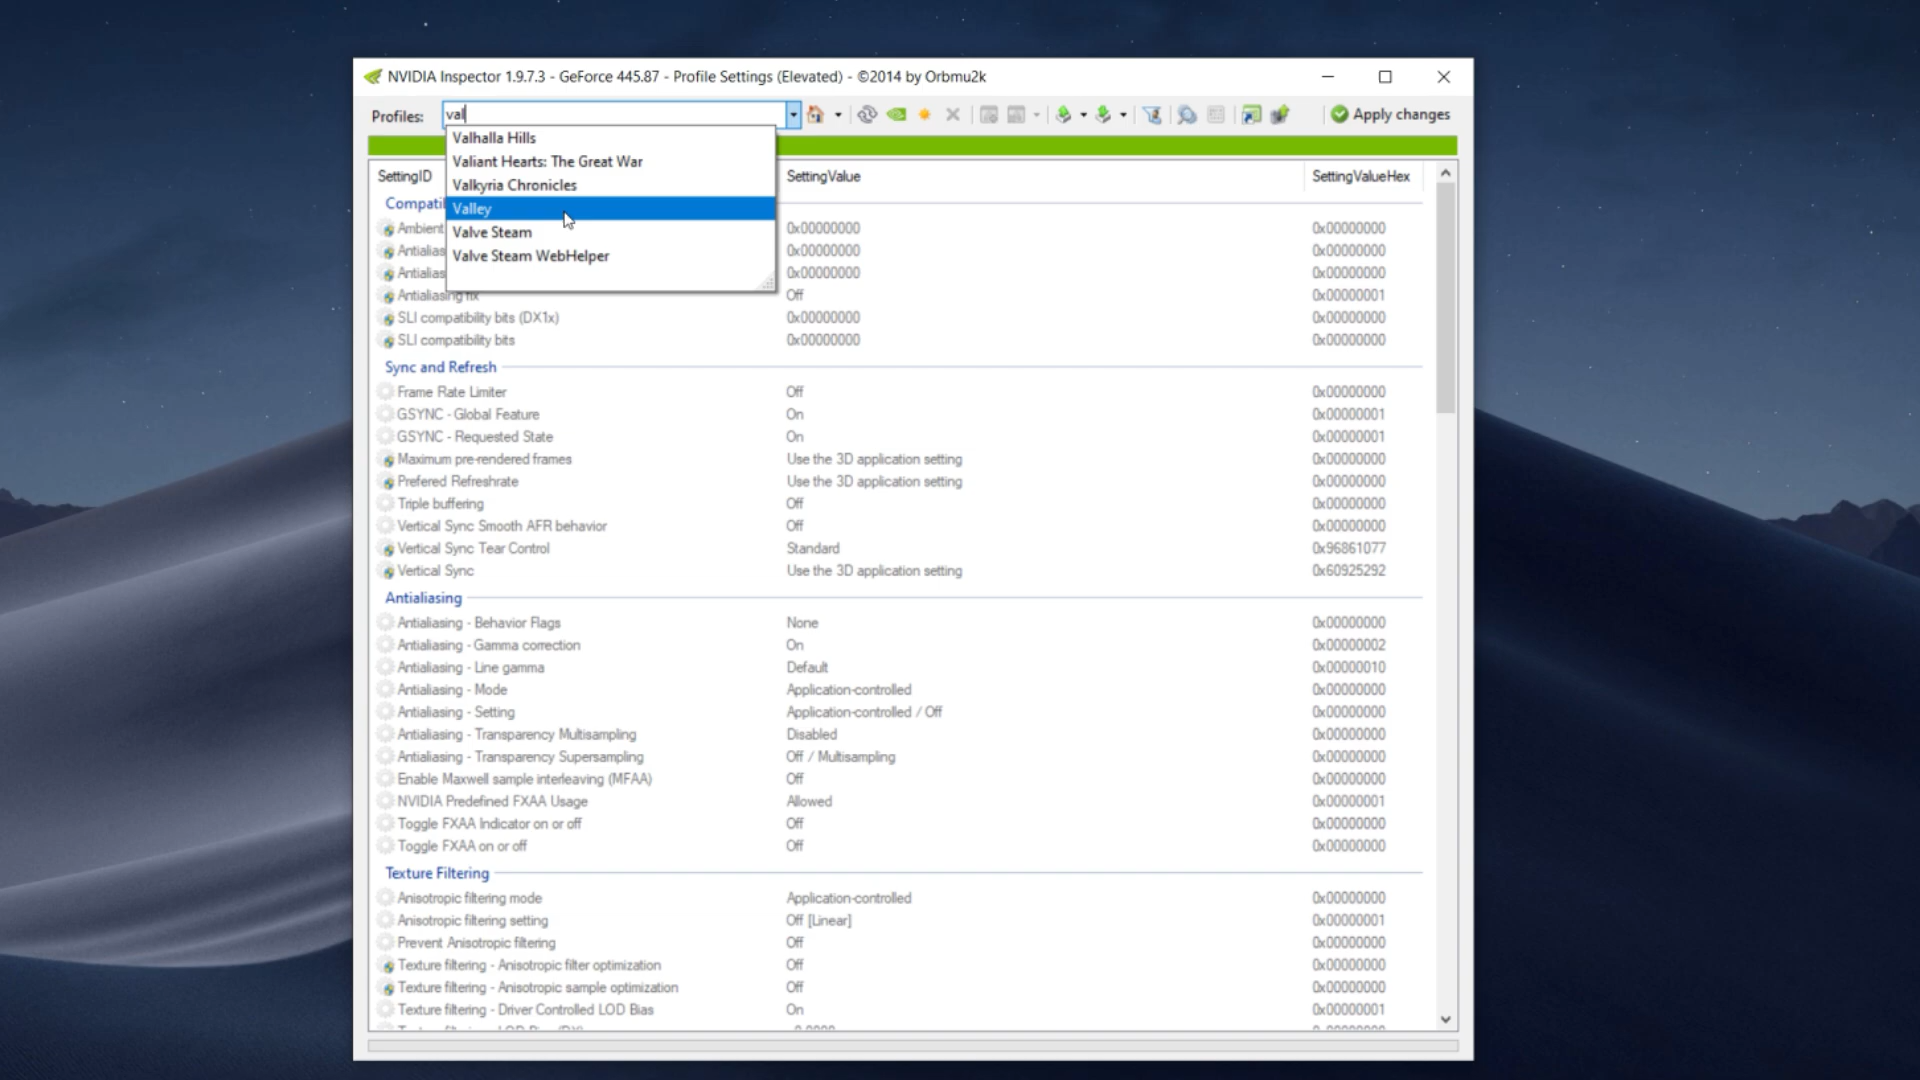 NVIDIA Inspector 1.9.7.3 - GeForce 445.87 - Profile Settings (Elevated) - ©2014 by Orbmu2k
Profiles: val Apply changes
Valhalla Hills
Valiant Hearts: The Great War
Valkyria Chronicles
Valley
Valve Steam
Valve Steam WebHelper
SettingID SettingValue SettingValueHex
Compati
Ambient 0x00000000 0x00000000
Antialias 0x00000000 0x00000000
Antialias 0x00000000 0x00000000
Antialiasing fix Off 0x00000001
SLI compatibility bits (DX1x) 0x00000000 0x00000000
SLI compatibility bits 0x00000000 0x00000000
Sync and Refresh
Frame Rate Limiter Off 0x00000000
GSYNC - Global Feature On 0x00000001
GSYNC - Requested State On 0x00000001
Maximum pre-rendered frames Use the 3D application setting 0x00000000
Prefered Refreshrate Use the 3D application setting 0x00000000
Triple buffering Off 0x00000000
Vertical Sync Smooth AFR behavior Off 0x00000000
Vertical Sync Tear Control Standard 0x96861077
Vertical Sync Use the 3D application setting 0x60925292
Antialiasing
Antialiasing - Behavior Flags None 0x00000000
Antialiasing - Gamma correction On 0x00000002
Antialiasing - Line gamma Default 0x00000010
Antialiasing - Mode Application-controlled 0x00000000
Antialiasing - Setting Application-controlled / Off 0x00000000
Antialiasing - Transparency Multisampling Disabled 0x00000000
Antialiasing - Transparency Supersampling Off / Multisampling 0x00000000
Enable Maxwell sample interleaving (MFAA) Off 0x00000000
NVIDIA Predefined FXAA Usage Allowed 0x00000001
Toggle FXAA Indicator on or off Off 0x00000000
Toggle FXAA on or off Off 0x00000000
Texture Filtering
Anisotropic filtering mode Application-controlled 0x00000000
Anisotropic filtering setting Off [Linear] 0x00000001
Prevent Anisotropic filtering Off 0x00000000
Texture filtering - Anisotropic filter optimization Off 0x00000000
Texture filtering - Anisotropic sample optimization Off 0x00000000
Texture filtering - Driver Controlled LOD Bias On 0x00000001